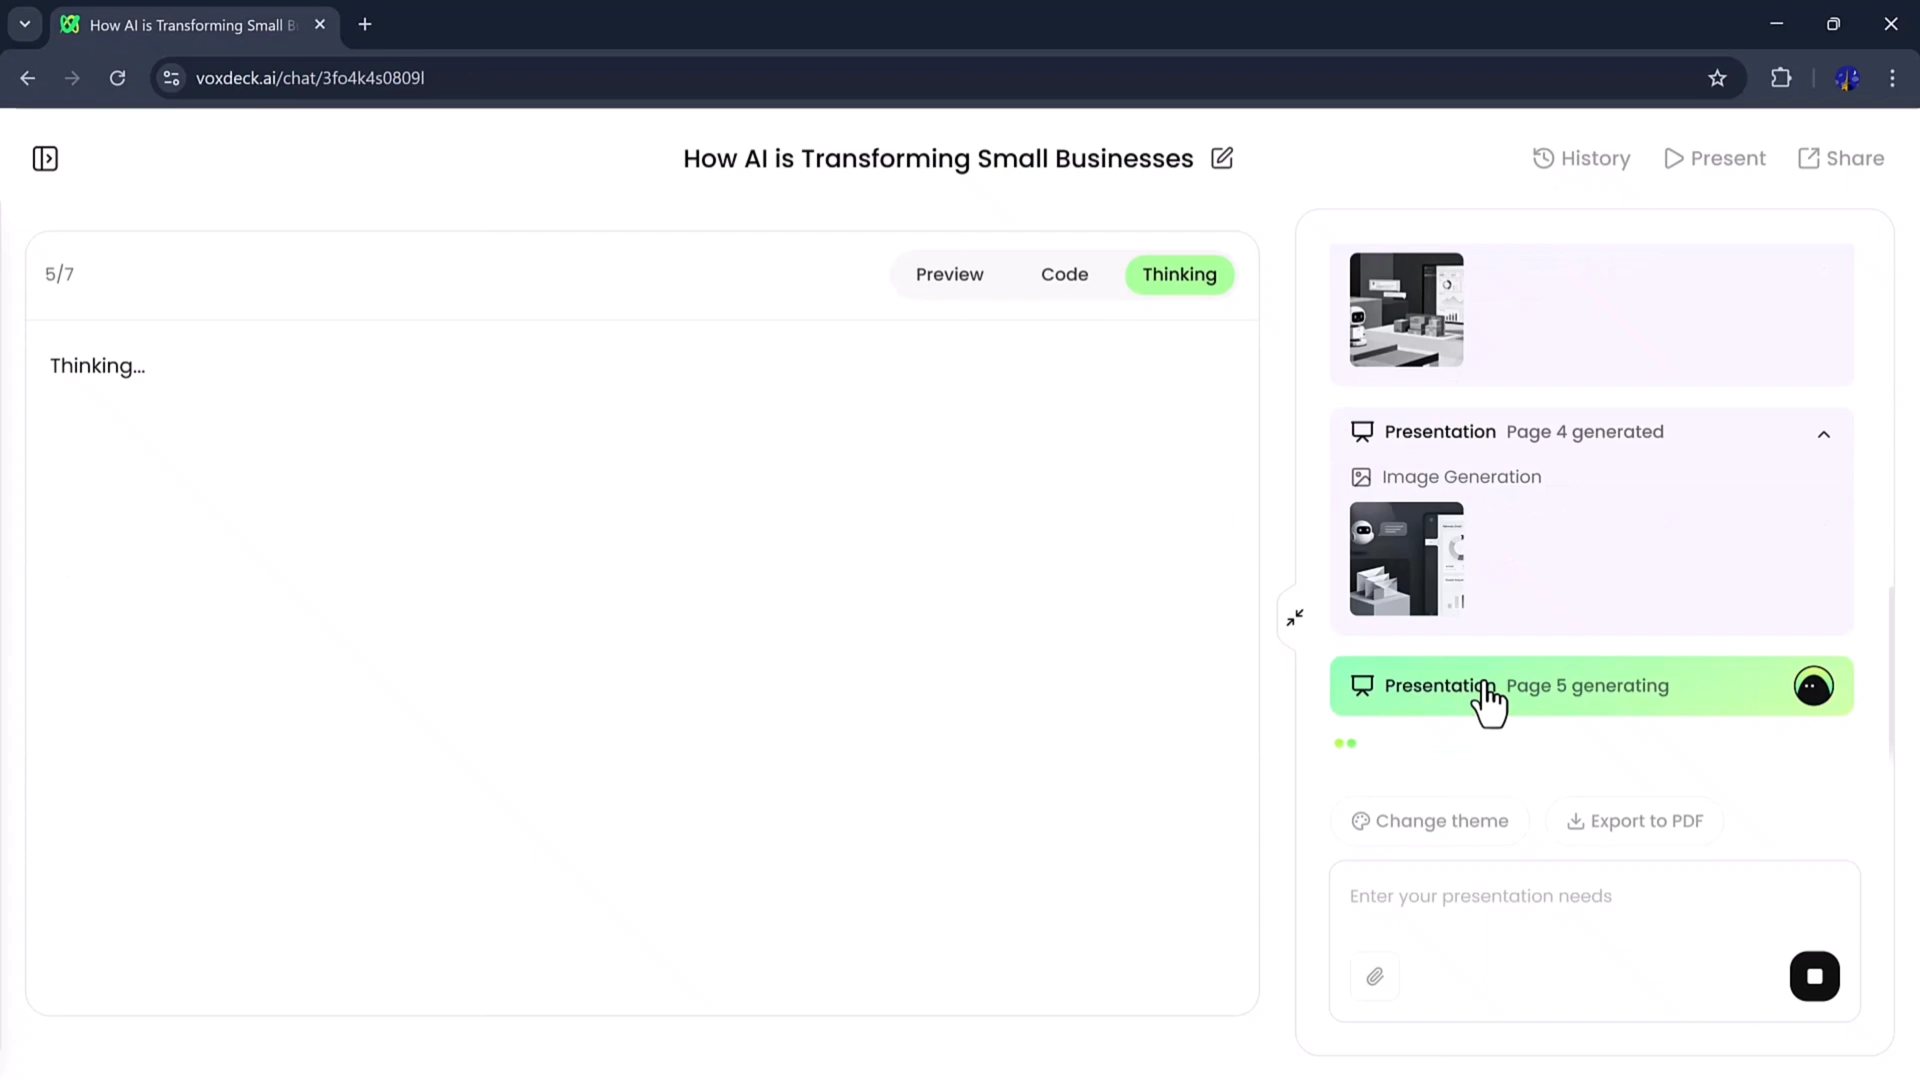 How AI is Transforming Small B
voxdeck.ai/chat/3fo4k4s0809l
How AI is Transforming Small Businesses
History
Present
Share
5/7
Preview
Code
Thinking
Thinking...
Presentation Page 4 generated
Image Generation
Presentation Page 5 generating
Change theme
Export to PDF
Enter your presentation needs